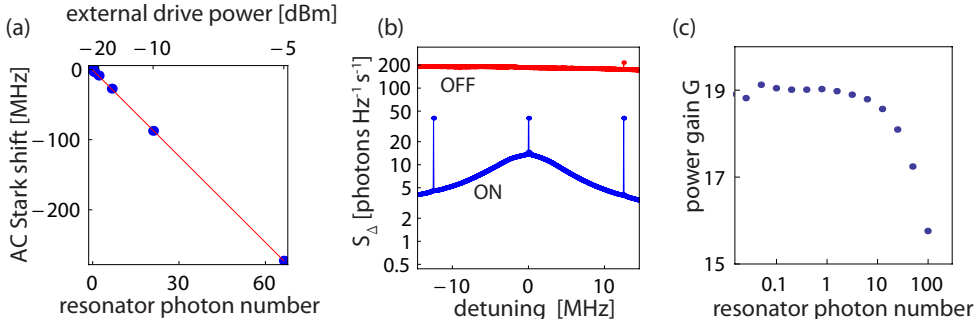 (a)
external drive power [dBm]
−20 −10 −5
0
−100
−200
AC Stark shift [MHz]
0 30 60
resonator photon number
(b)
200
100
50
20
10
5
2
1
0.5
S_Δ [photons Hz⁻¹ s⁻¹]
OFF
ON
−10 0 10
detuning [MHz]
(c)
19
17
15
power gain G
0.1 1 10 100
resonator photon number